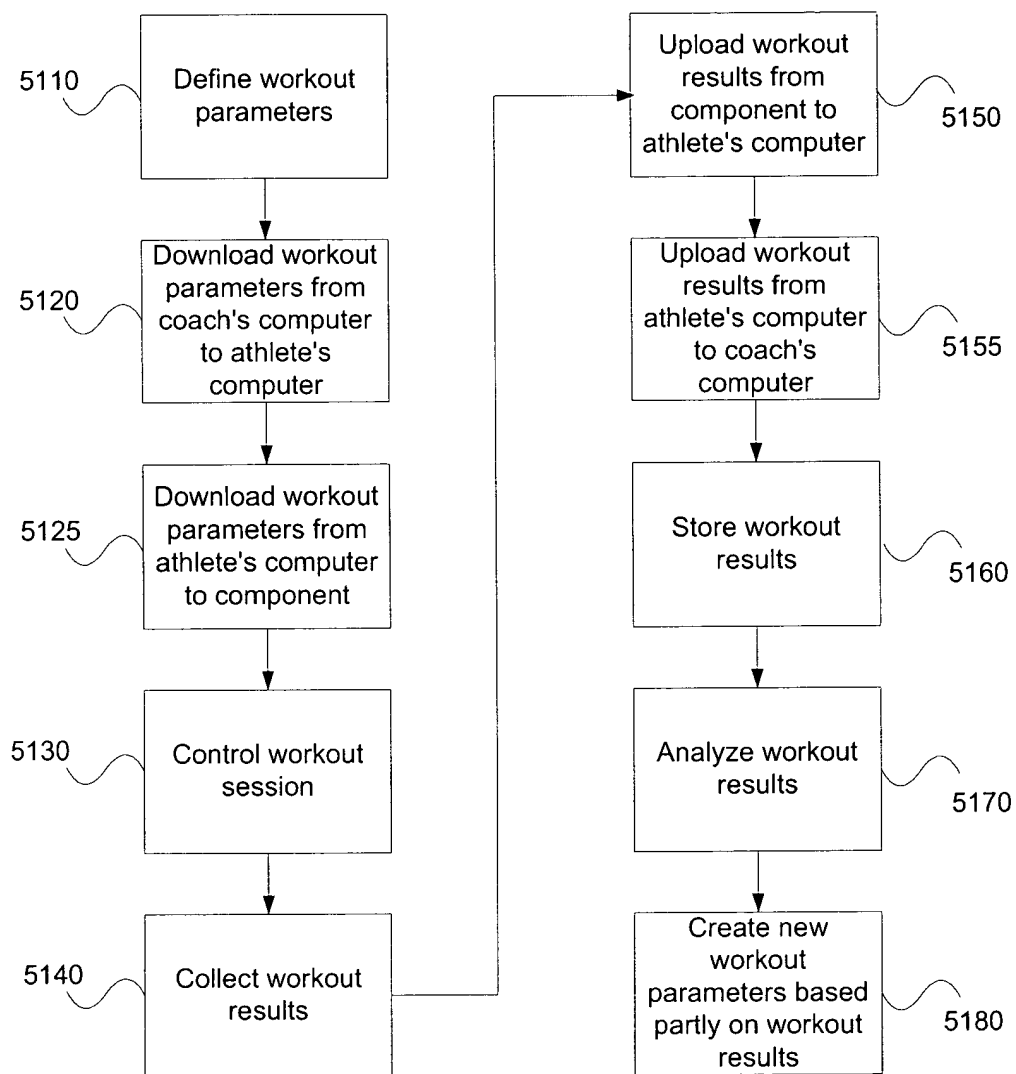 5110
Define workout
parameters
5120
Download workout
parameters from
coach's computer
to athlete's
computer
5125
Download workout
parameters from
athlete's computer
to component
5130
Control workout
session
5140
Collect workout
results
Upload workout
results from
component to
athlete's computer
5150
Upload workout
results from
athlete's computer
to coach's
computer
5155
Store workout
results
5160
Analyze workout
results
5170
Create new
workout
parameters based
partly on workout
results
5180